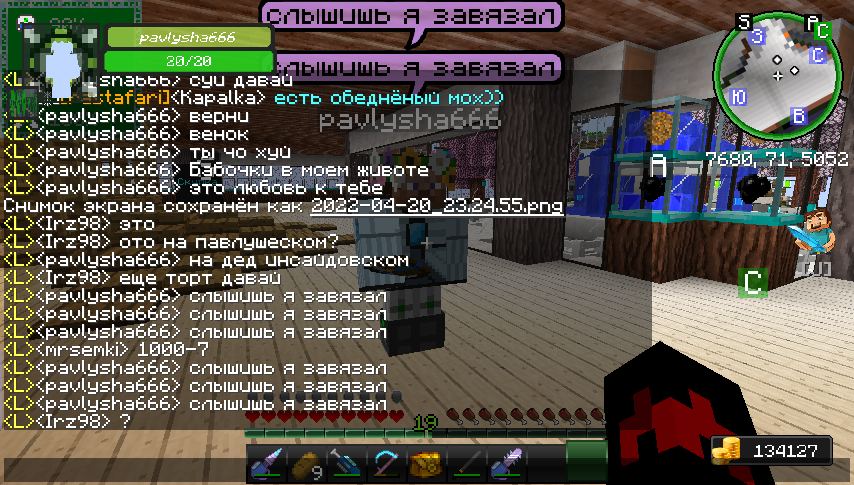 слышишь я завязал
pavlysha666
20/20
слышишь я завязал
суи давай
<Kapalka> есть обеднёный мох))
<L><pavlysha666> верни
pavlysha666
<L><pavlysha666> венок
<L><pavlysha666> ты чо хуй
<L><pavlysha666> Бабочки в моем животе
<L><pavlysha666> это любовь к тебе
Снимок экрана сохранён как 2022-04-20_23.24.55.png
<L><Irz98> это
<L><Irz98> ото на павлушеском?
<L><pavlysha666> на дед инсайдовском
<L><Irz98> еще торт давай
<L><pavlysha666> слышишь я завязал
<L><pavlysha666> слышишь я завязал
<L><pavlysha666> слышишь я завязал
<L><mrsemki> 1000-7
<L><pavlysha666> слышишь я завязал
<L><pavlysha666> слышишь я завязал
<L><pavlysha666> слышишь я завязал
<L><Irz98> ?
S
A
C
З
C
Ю
В
7680, 71, 5052
A
[U]
C
19
9
134127